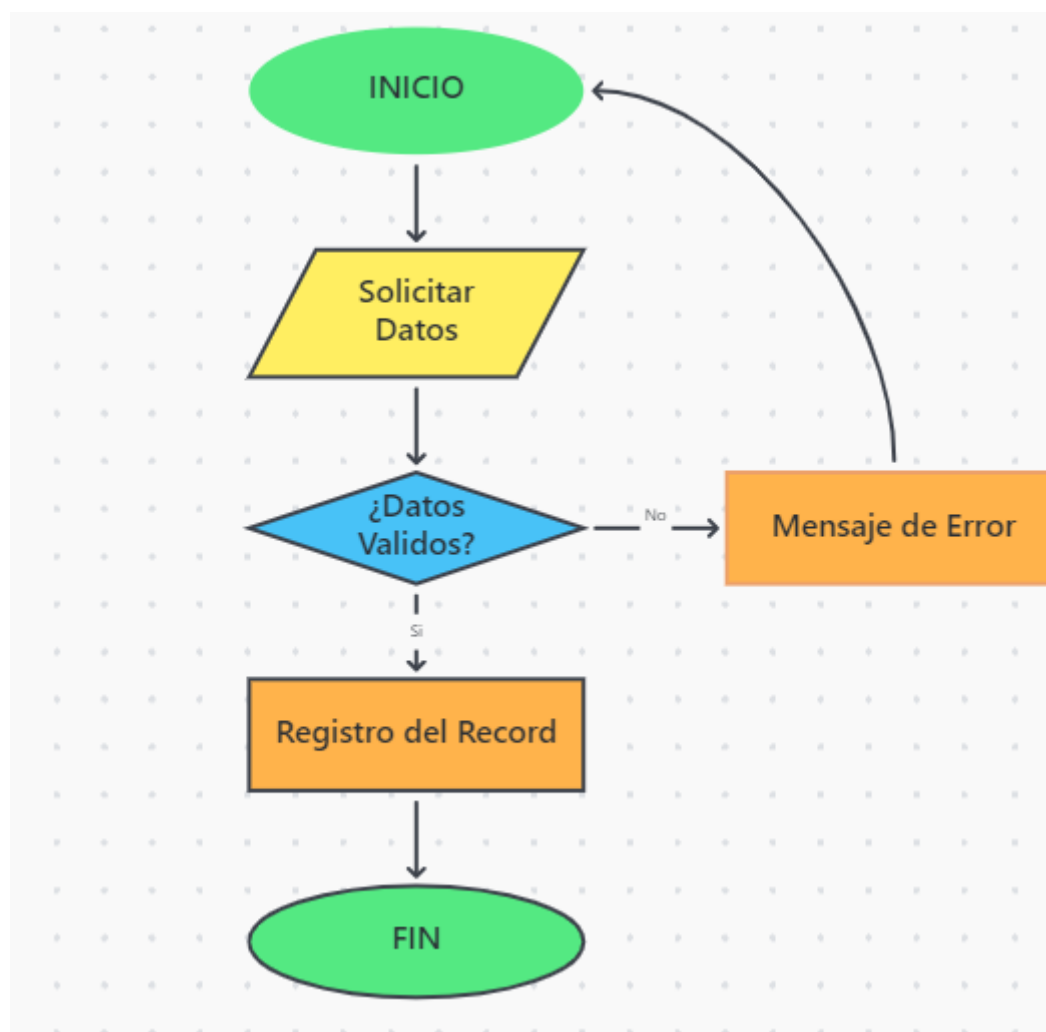 INICIO
Solicitar
Datos
¿Datos
Validos?
No
Mensaje de Error
Si
Registro del Record
FIN